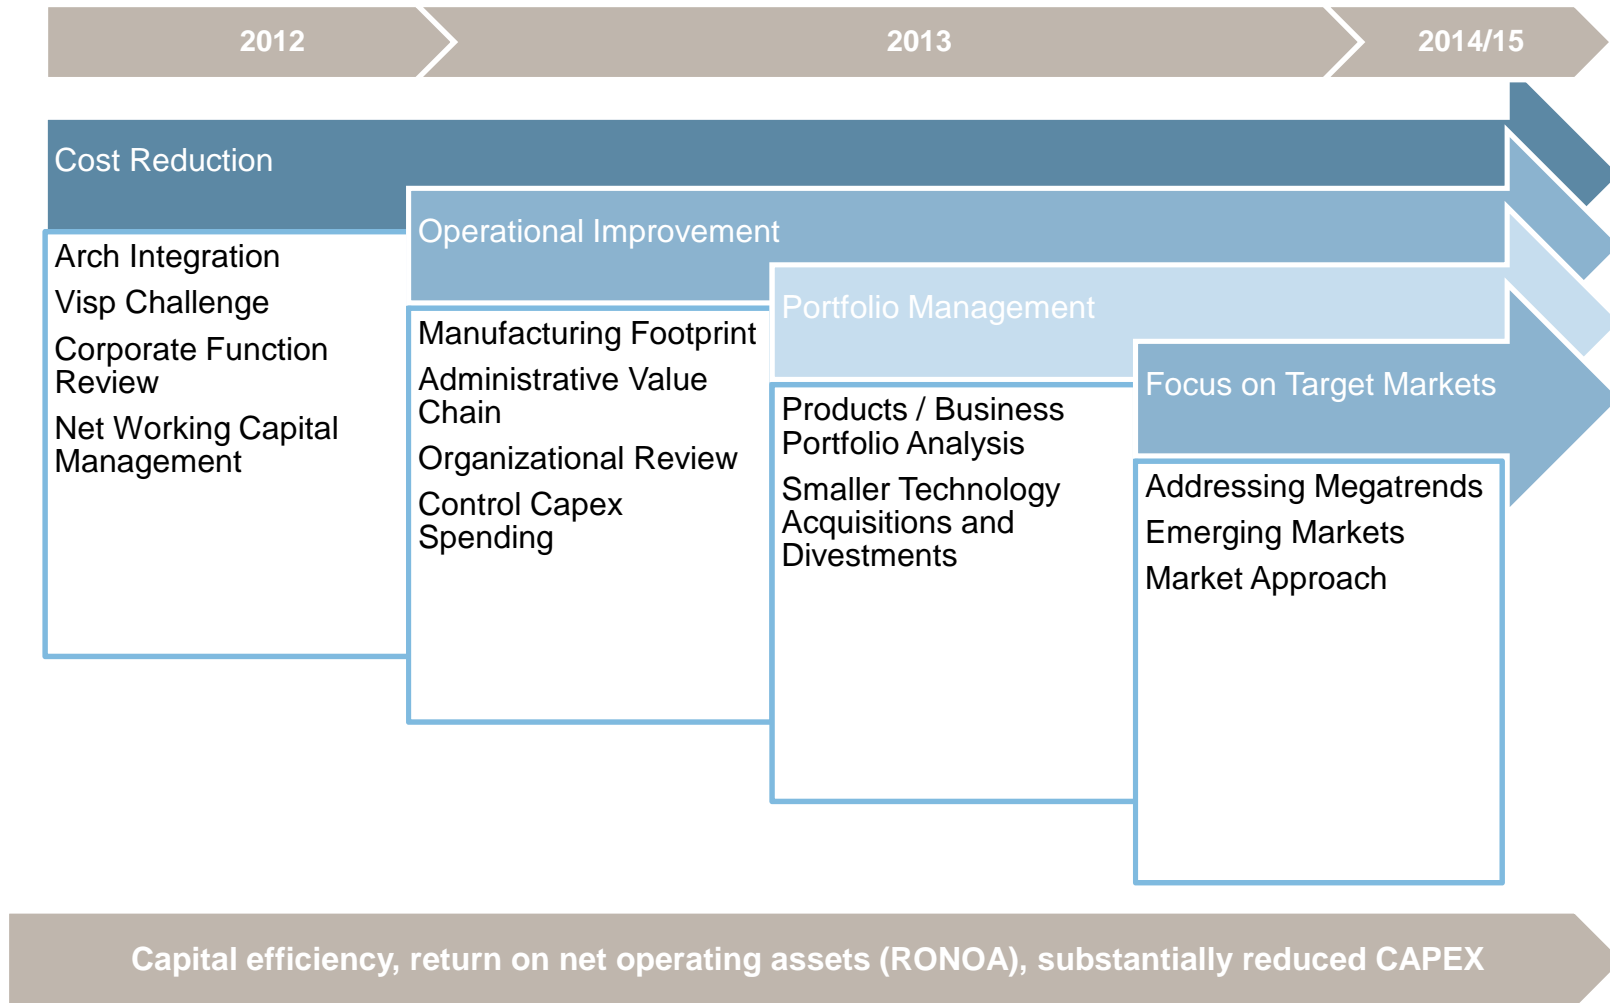 2012
2013
2014/15
Cost Reduction
Arch Integration
Visp Challenge
Corporate Function
Review
Net Working Capital
Management
Operational Improvement
Manufacturing Footprint
Administrative Value
Chain
Organizational Review
Control Capex
Spending
Portfolio Management
Products / Business
Portfolio Analysis
Smaller Technology
Acquisitions and
Divestments
Focus on Target Markets
Addressing Megatrends
Emerging Markets
Market Approach
Capital efficiency, return on net operating assets (RONOA), substantially reduced CAPEX